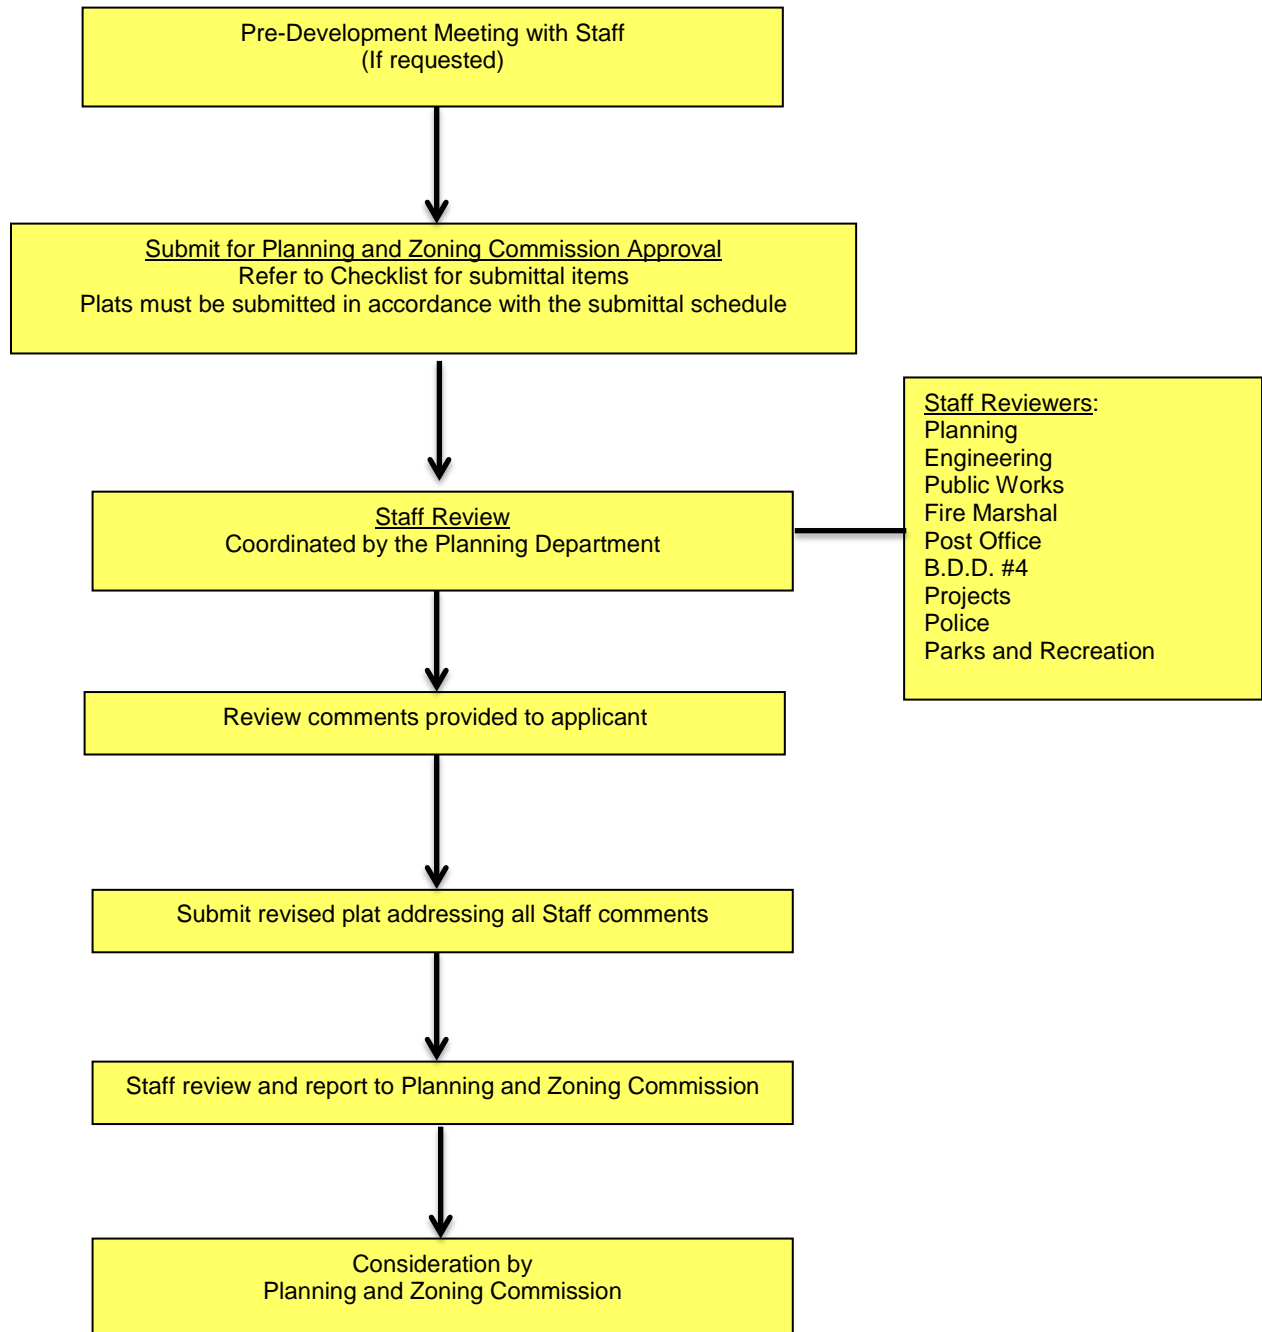 Pre-Development Meeting with Staff
(If requested)
Submit for Planning and Zoning Commission Approval
Refer to Checklist for submittal items
Plats must be submitted in accordance with the submittal schedule
Staff Reviewers:
Planning
Engineering
Public Works
Fire Marshal
Post Office
B.D.D. #4
Projects
Police
Parks and Recreation
Staff Review
Coordinated by the Planning Department
Review comments provided to applicant
Submit revised plat addressing all Staff comments
Staff review and report to Planning and Zoning Commission
Consideration by
Planning and Zoning Commission